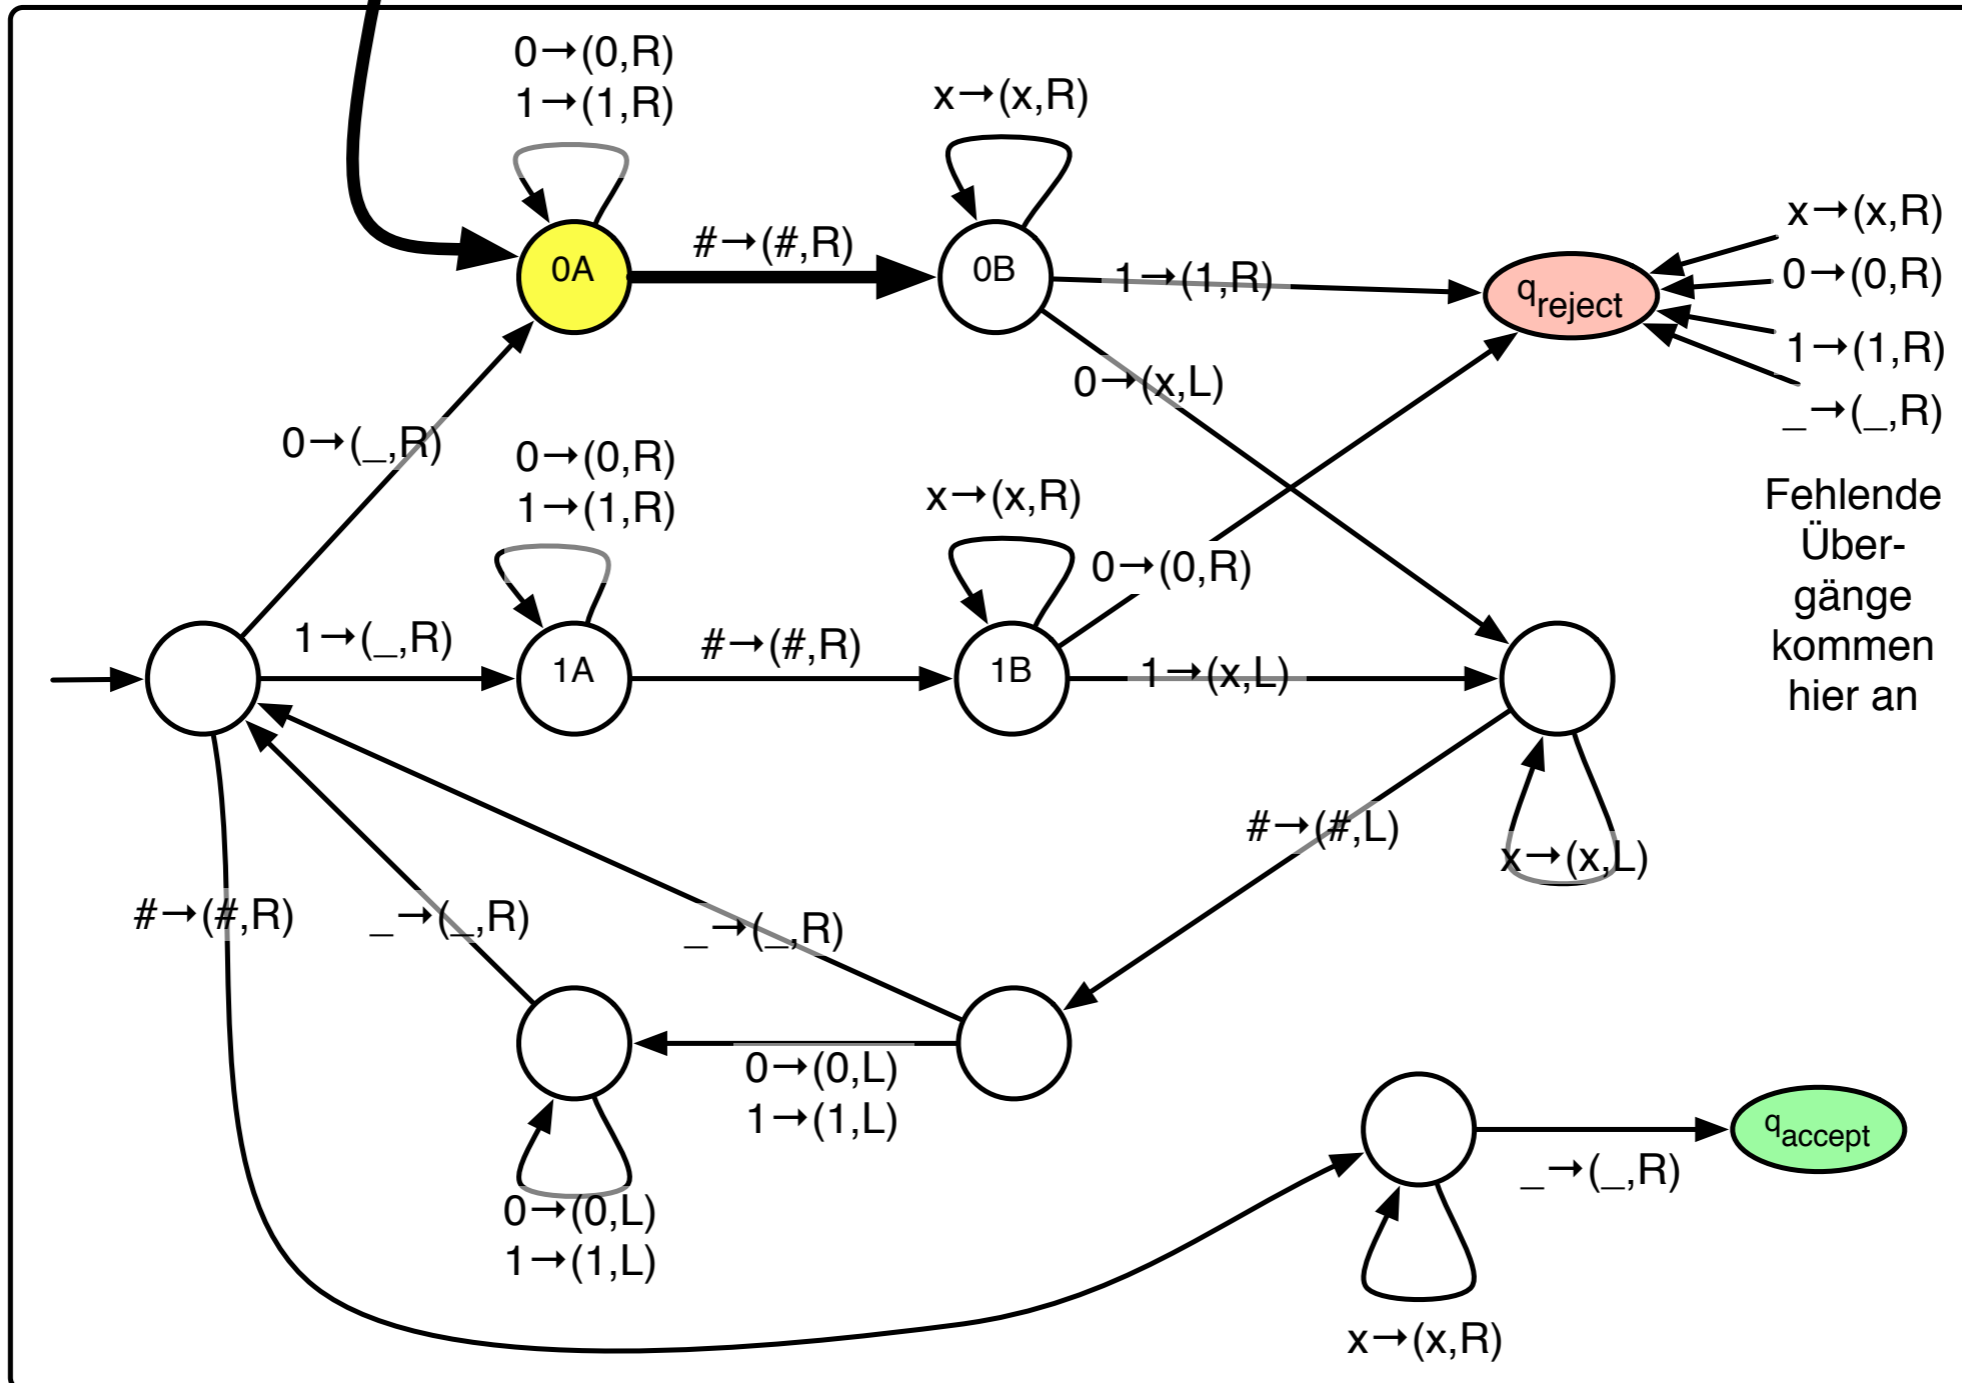 0→(0,R)
1→(1,R)
x→(x,R)
0A
#→(#,R)
0B
1→(1,R)
q_reject
x→(x,R)
0→(0,R)
1→(1,R)
_→(_,R)
0→(x,L)
0→(_,R)
0→(0,R)
1→(1,R)
x→(x,R)
0→(0,R)
Fehlende
Über-
gänge
kommen
hier an
1→(_,R)
1A
#→(#,R)
1B
1→(x,L)
#→(#,L)
x→(x,L)
#→(#,R)
_→(_,R)
_→(_,R)
0→(0,L)
1→(1,L)
0→(0,L)
1→(1,L)
q_accept
_→(_,R)
x→(x,R)